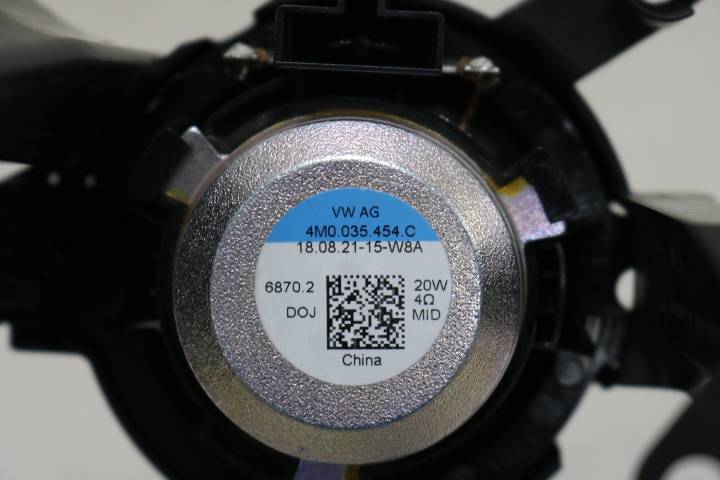 VW AG
4M0.035.454.C
18.08.21-15-W8A
6870.2
DOJ
20W
4Ω
MID
China